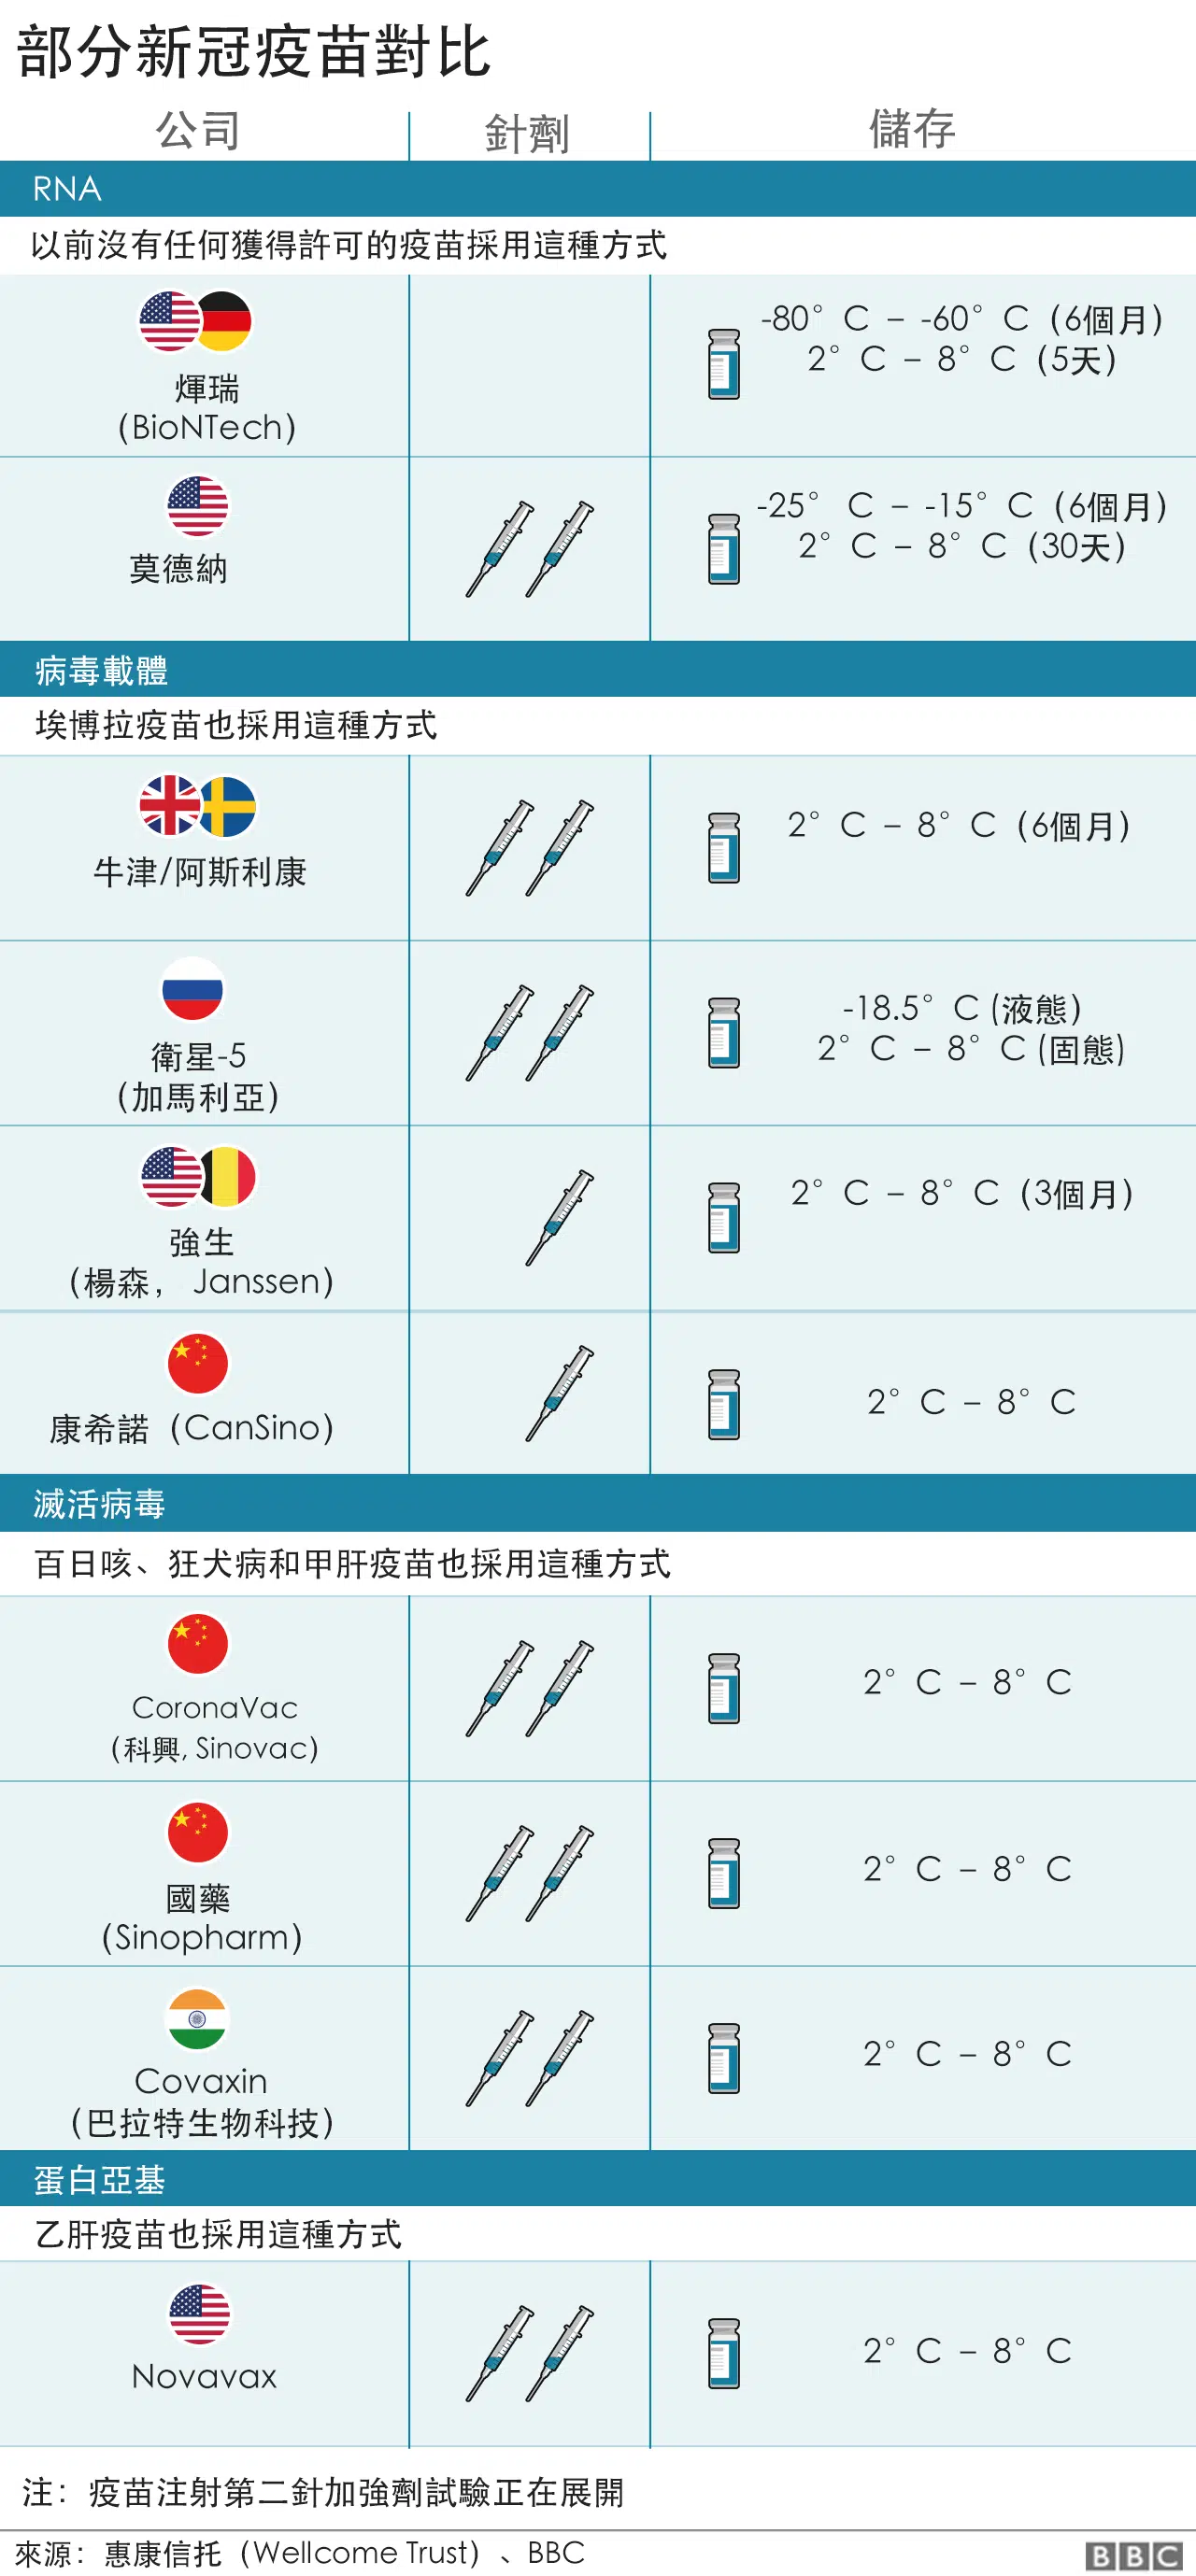 部分新冠疫苗對比
公司 針劑 儲存
RNA
以前沒有任何獲得許可的疫苗採用這種方式
輝瑞
(BioNTech)
-80° C – -60° C (6個月)
2° C – 8° C (5天)
莫德納
-25° C – -15° C (6個月)
2° C – 8° C (30天)
病毒載體
埃博拉疫苗也採用這種方式
牛津/阿斯利康
2° C – 8° C (6個月)
衛星-5
(加馬利亞)
-18.5° C (液態)
2° C – 8° C (固態)
強生
(楊森, Janssen)
2° C – 8° C (3個月)
康希諾 (CanSino)
2° C – 8° C
滅活病毒
百日咳、狂犬病和甲肝疫苗也採用這種方式
CoronaVac
(科興, Sinovac)
2° C – 8° C
國藥
(Sinopharm)
2° C – 8° C
Covaxin
(巴拉特生物科技)
2° C – 8° C
蛋白亞基
乙肝疫苗也採用這種方式
Novavax
2° C – 8° C
注：疫苗注射第二針加強劑試驗正在展開
來源：惠康信托 (Wellcome Trust) 、BBC
BBC